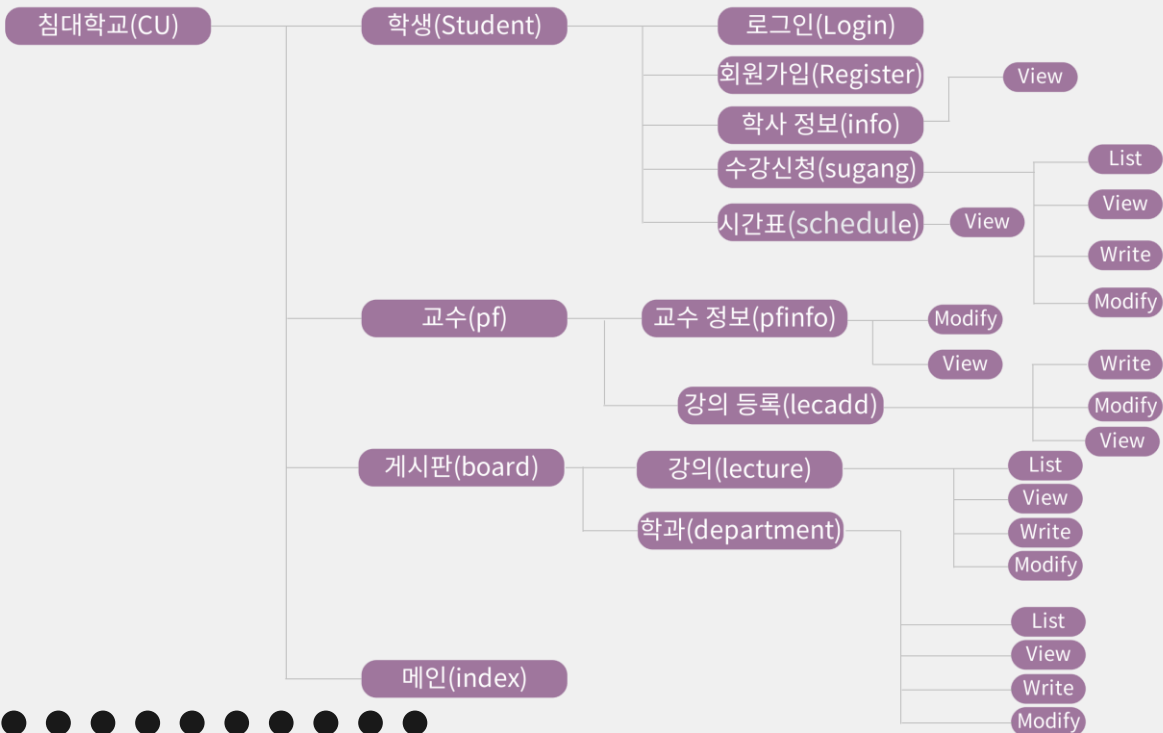 침대학교(CU)
학생(Student)
로그인(Login)
회원가입(Register)
학사 정보(info)
View
수강신청(sugang)
List
View
Write
Modify
시간표(schedule)
View
교수(pf)
교수 정보(pfinfo)
Modify
View
강의 등록(lecadd)
Write
Modify
View
게시판(board)
강의(lecture)
List
View
Write
Modify
학과(department)
List
View
Write
Modify
메인(index)